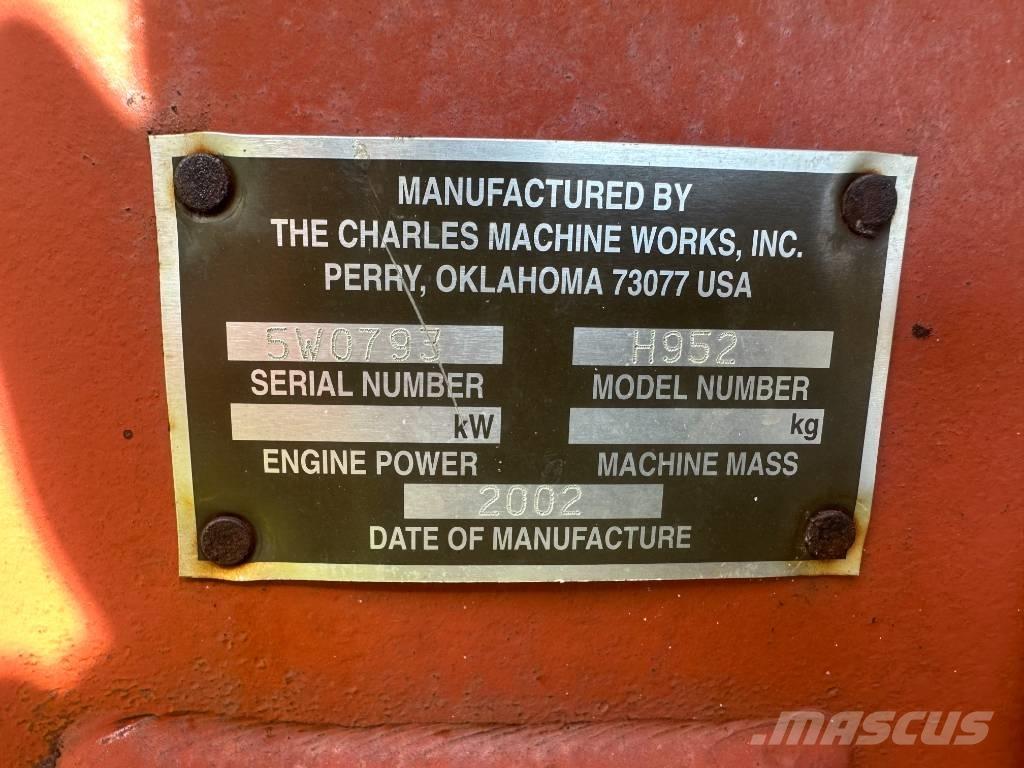 MANUFACTURED BY
THE CHARLES MACHINE WORKS, INC.
PERRY, OKLAHOMA 73077 USA
5W0793 H952
SERIAL NUMBER MODEL NUMBER
kW kg
ENGINE POWER MACHINE MASS
2002
DATE OF MANUFACTURE
MASCUS